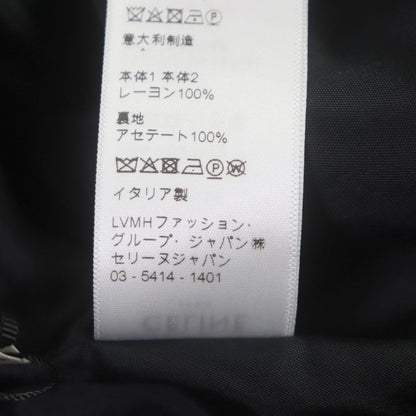 意大利制造
本体1 本体2
レーヨン100%
裏地
アセテート100%
イタリア製
LVMHファッション・
グループ・ジャパン㈱
セリーヌジャパン
03 - 5414 - 1401
CELINE